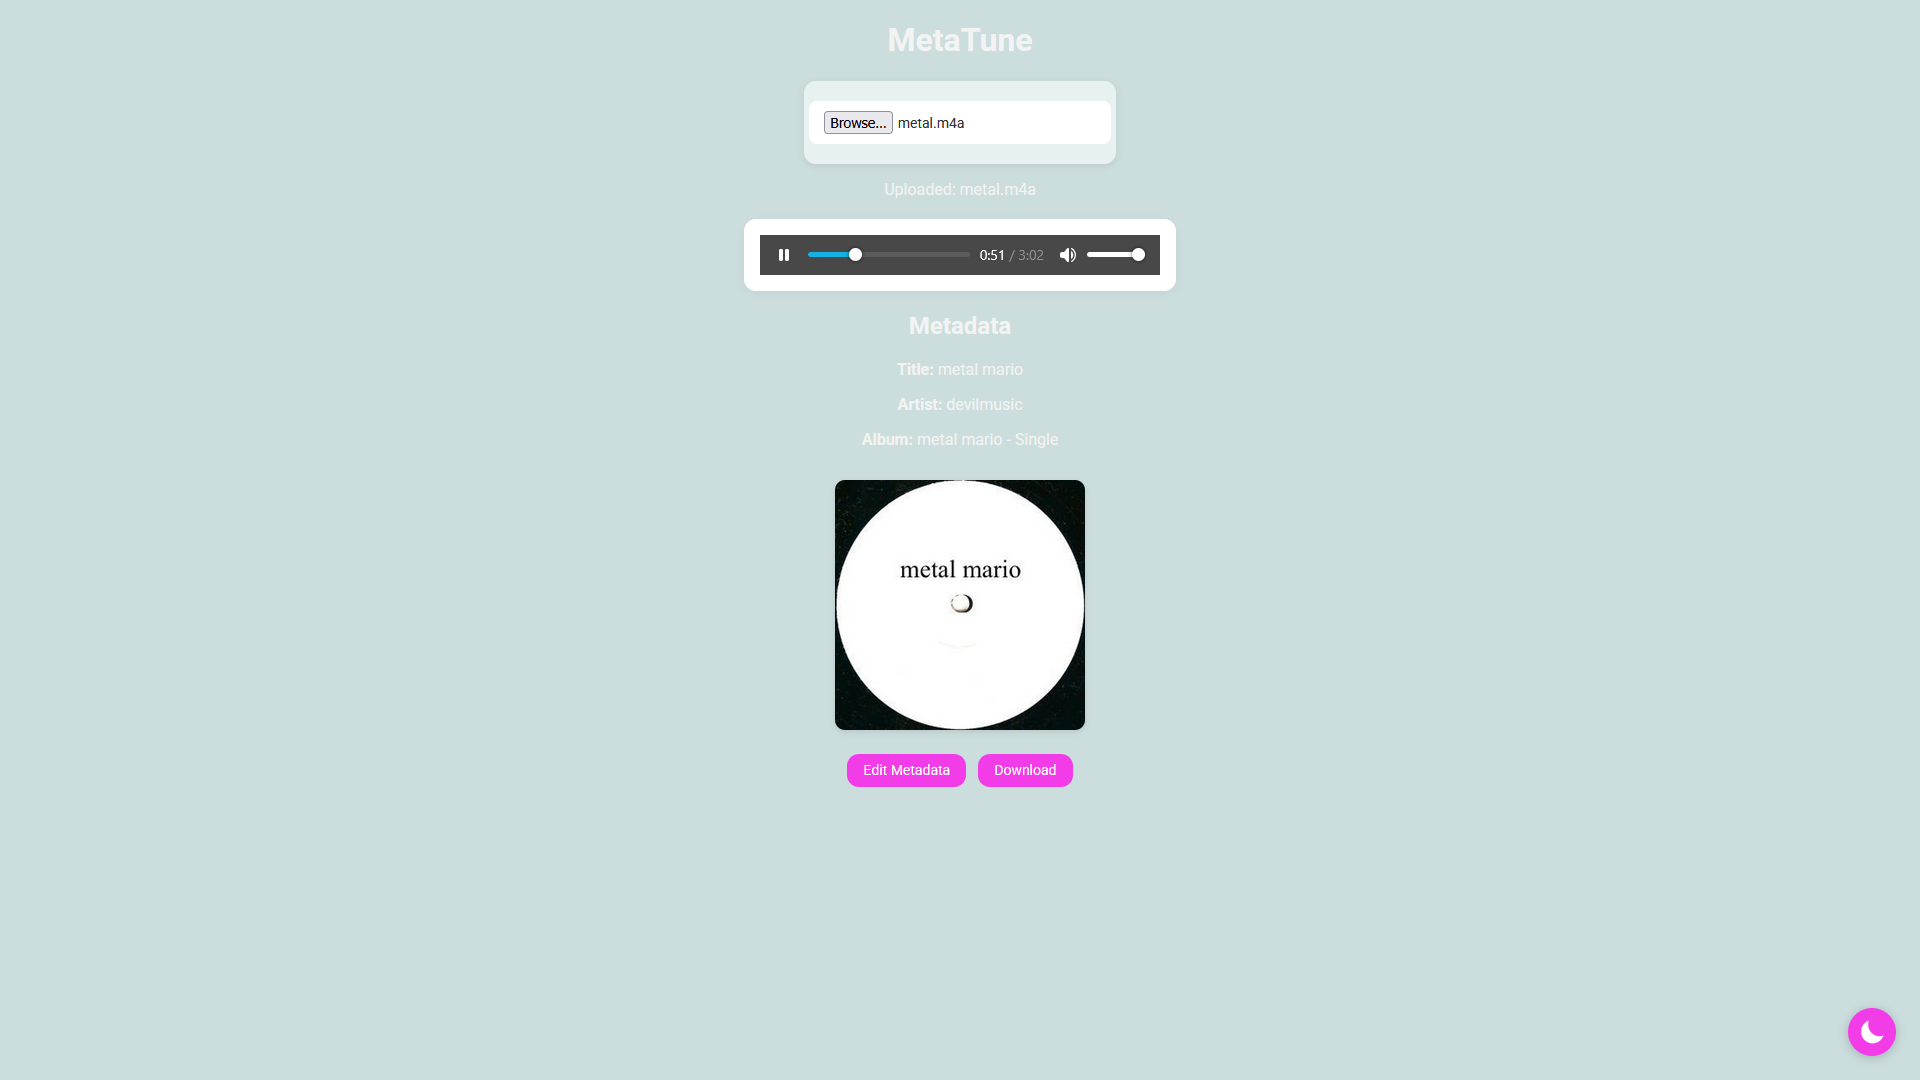 MetaTune
Browse... metal.m4a
Uploaded: metal.m4a
0:51 / 3:02
Metadata
Title: metal mario
Artist: devilmusic
Album: metal mario - Single
metal mario
Edit Metadata Download